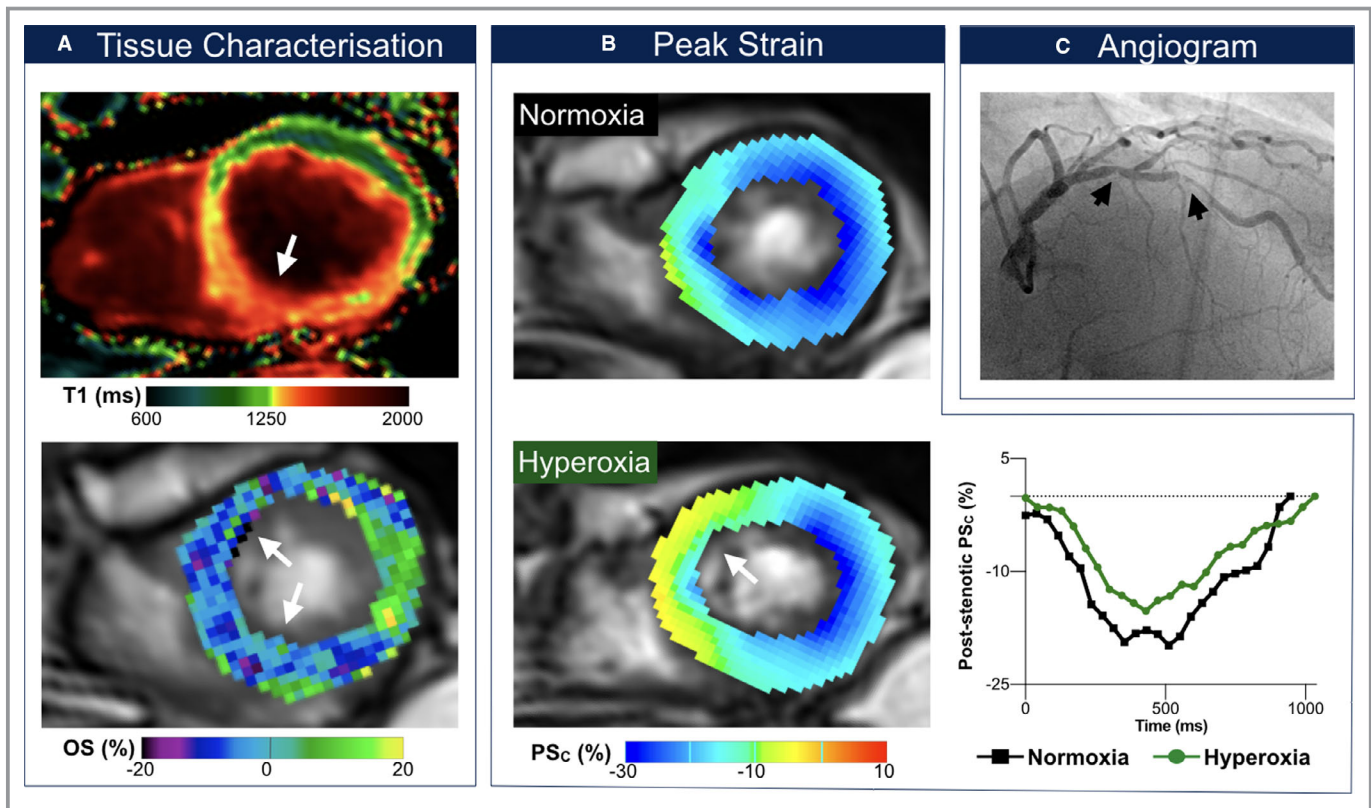 A Tissue Characterisation
T1 (ms)
600 1250 2000
OS (%)
-20 0 20
B Peak Strain
Normoxia
Hyperoxia
PSC (%)
-30 -10 10
C Angiogram
5
-10
-25
Post-stenotic PSC (%)
0 500 1000
Time (ms)
Normoxia Hyperoxia